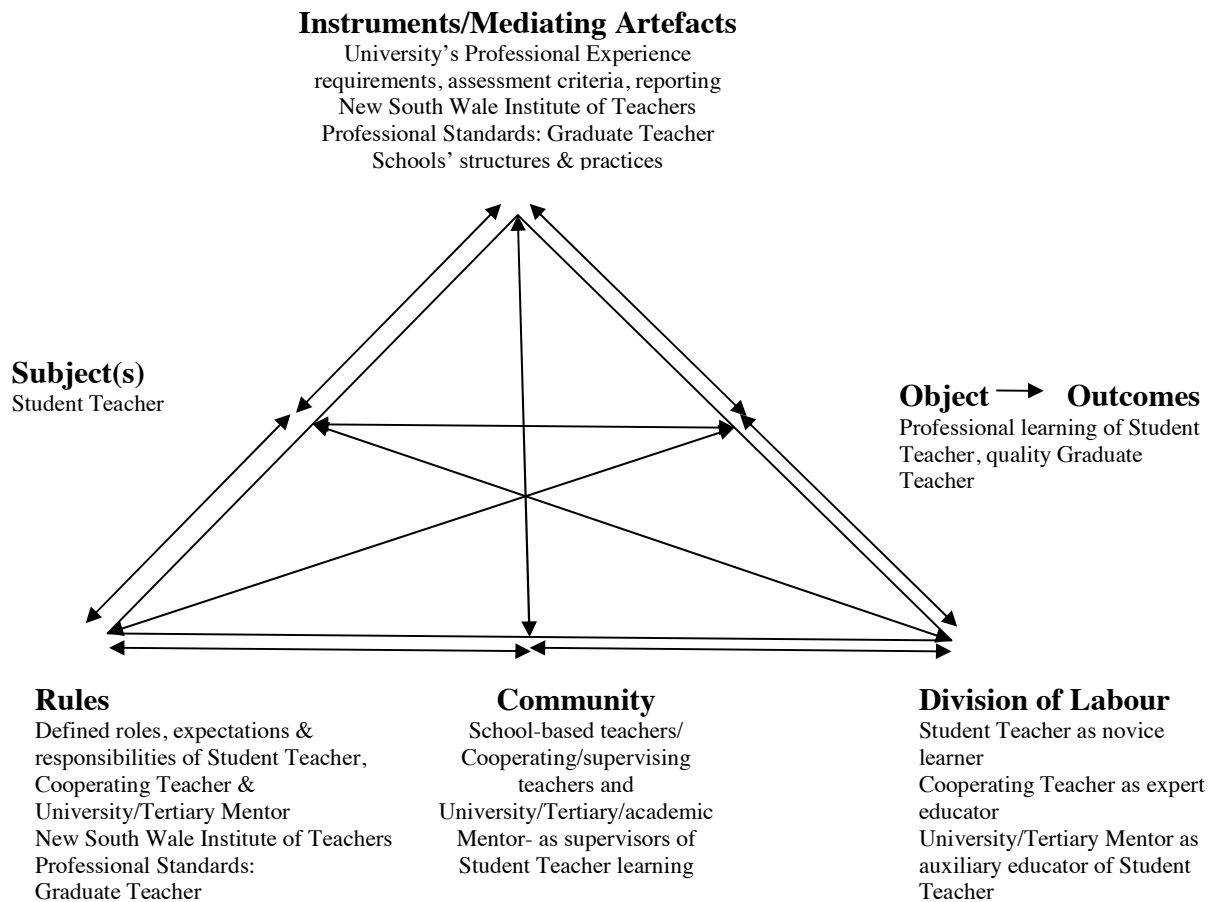 Instruments/Mediating Artefacts
University’s Professional Experience
requirements, assessment criteria, reporting
New South Wale Institute of Teachers
Professional Standards: Graduate Teacher
Schools’ structures & practices
Subject(s)
Student Teacher
Object Outcomes
Professional learning of Student
Teacher, quality Graduate
Teacher
Rules
Defined roles, expectations &
responsibilities of Student Teacher,
Cooperating Teacher &
University/Tertiary Mentor
New South Wale Institute of Teachers
Professional Standards:
Graduate Teacher
Community
School-based teachers/
Cooperating/supervising
teachers and
University/Tertiary/academic
Mentor- as supervisors of
Student Teacher learning
Division of Labour
Student Teacher as novice
learner
Cooperating Teacher as expert
educator
University/Tertiary Mentor as
auxiliary educator of Student
Teacher